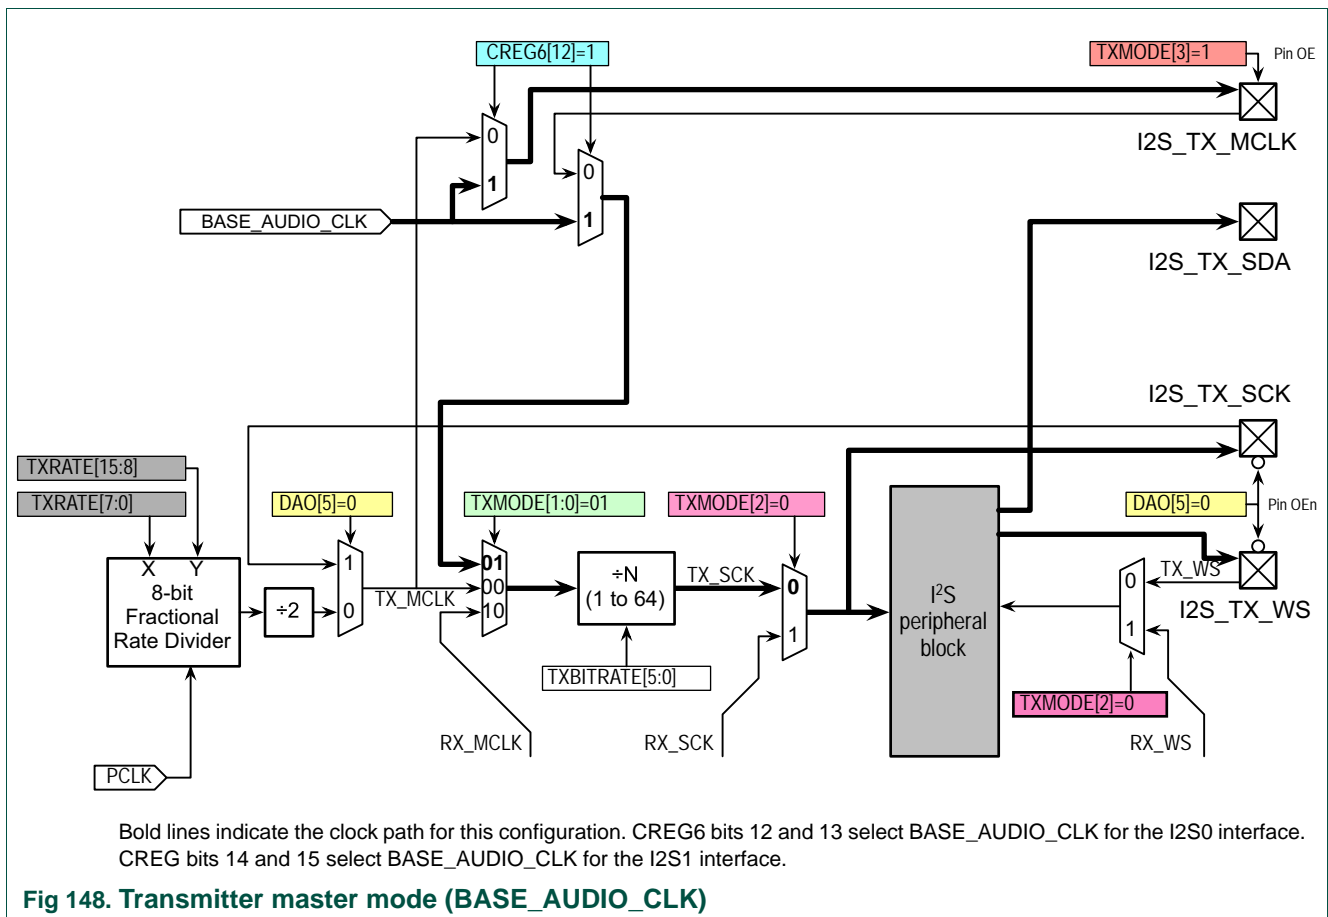 CREG6[12]=1
TXMODE[3]=1
Pin OE
0
1
0
1
I2S_TX_MCLK
BASE_AUDIO_CLK
I2S_TX_SDA
I2S_TX_SCK
TXRATE[15:8]
TXRATE[7:0]
DAO[5]=0
TXMODE[1:0]=01
TXMODE[2]=0
DAO[5]=0
Pin OEn
X Y
8-bit
Fractional
Rate Divider
÷2
1
0
TX_MCLK
01
00
10
÷N
(1 to 64)
TX_SCK
0
1
I²S
peripheral
block
0
1
TX_WS
I2S_TX_WS
TXBITRATE[5:0]
TXMODE[2]=0
RX_MCLK
RX_SCK
RX_WS
PCLK
Bold lines indicate the clock path for this configuration. CREG6 bits 12 and 13 select BASE_AUDIO_CLK for the I2S0 interface.
CREG bits 14 and 15 select BASE_AUDIO_CLK for the I2S1 interface.
Fig 148. Transmitter master mode (BASE_AUDIO_CLK)